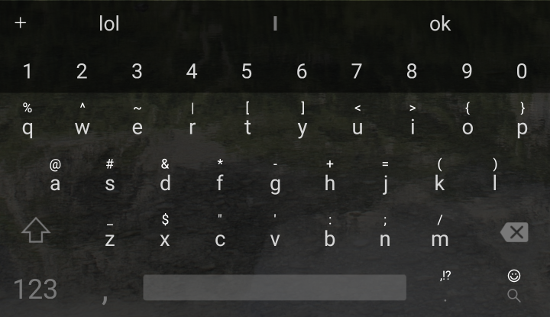 + lol I ok
1 2 3 4 5 6 7 8 9 0
% ^ ~ | [ ] < > { }
q w e r t y u i o p
@ # & * - + = ( )
a s d f g h j k l
_ $ " ' : ; /
z x c v b n m
,!?
123 , .